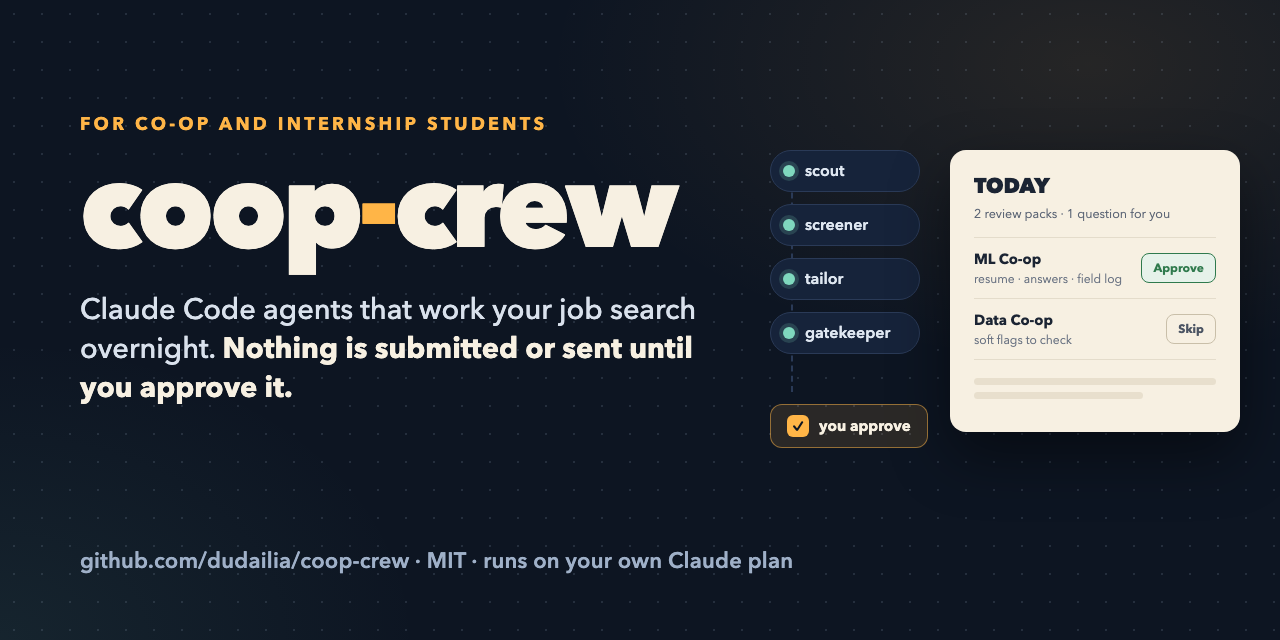 FOR CO-OP AND INTERNSHIP STUDENTS
coop-crew
Claude Code agents that work your job search
overnight. Nothing is submitted or sent until
you approve it.
scout
screener
tailor
gatekeeper
you approve
TODAY
2 review packs · 1 question for you
ML Co-op
resume · answers · field log
Approve
Data Co-op
soft flags to check
Skip
github.com/dudailia/coop-crew · MIT · runs on your own Claude plan